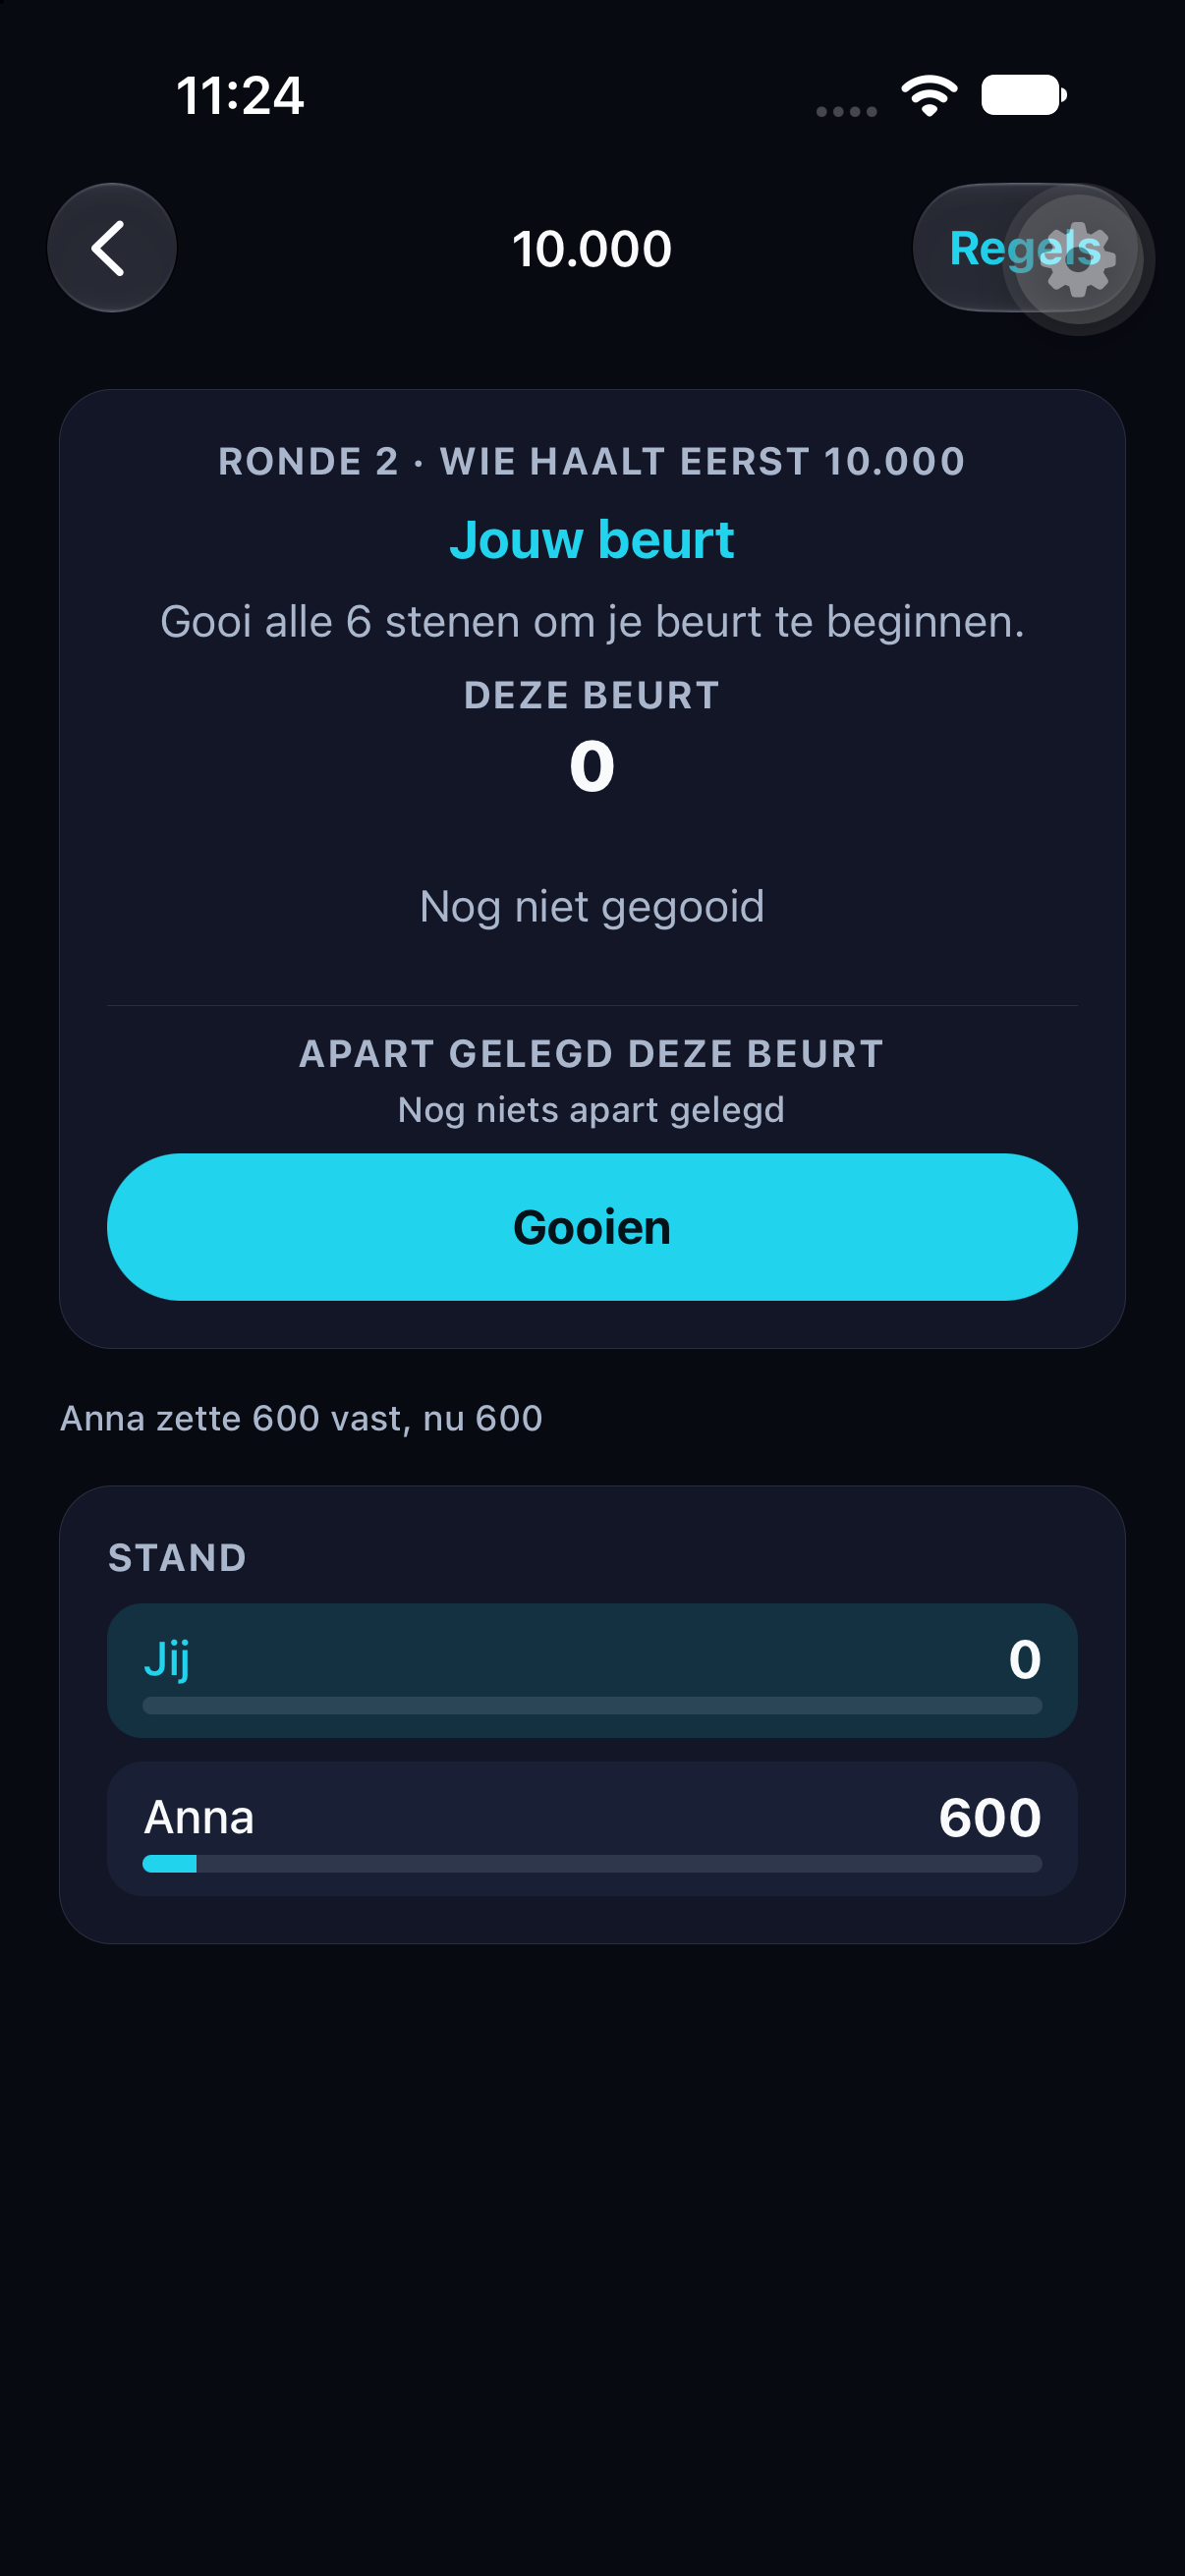 11:24
10.000
Regels
RONDE 2 · WIE HAALT EERST 10.000
Jouw beurt
Gooi alle 6 stenen om je beurt te beginnen.
DEZE BEURT
0
Nog niet gegooid
APART GELEGD DEZE BEURT
Nog niets apart gelegd
Gooien
Anna zette 600 vast, nu 600
STAND
Jij 0
Anna 600